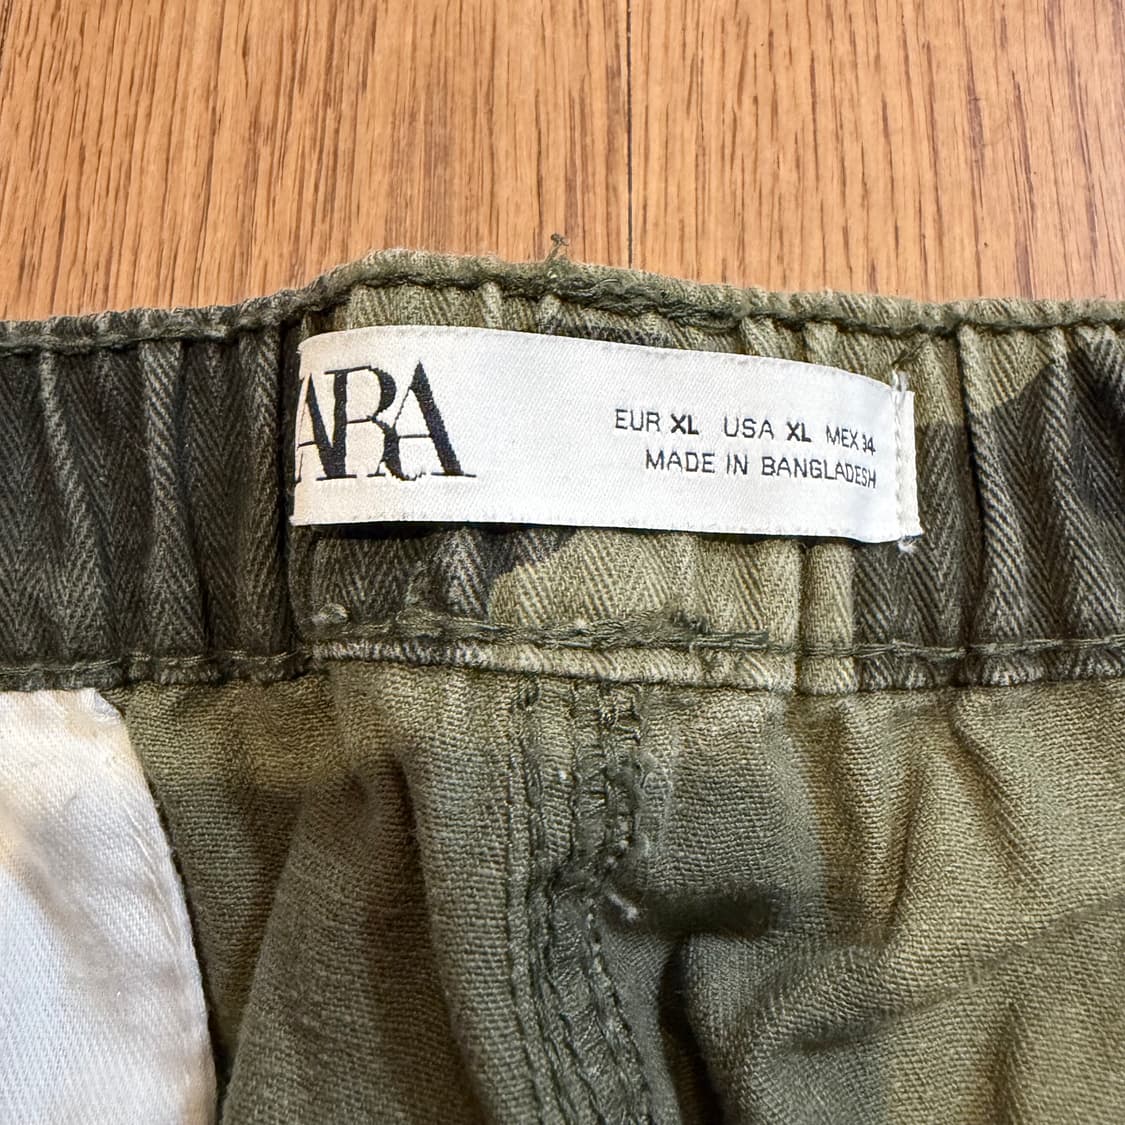 ZARA
EUR XL USA XL MEX 34
MADE IN BANGLADESH